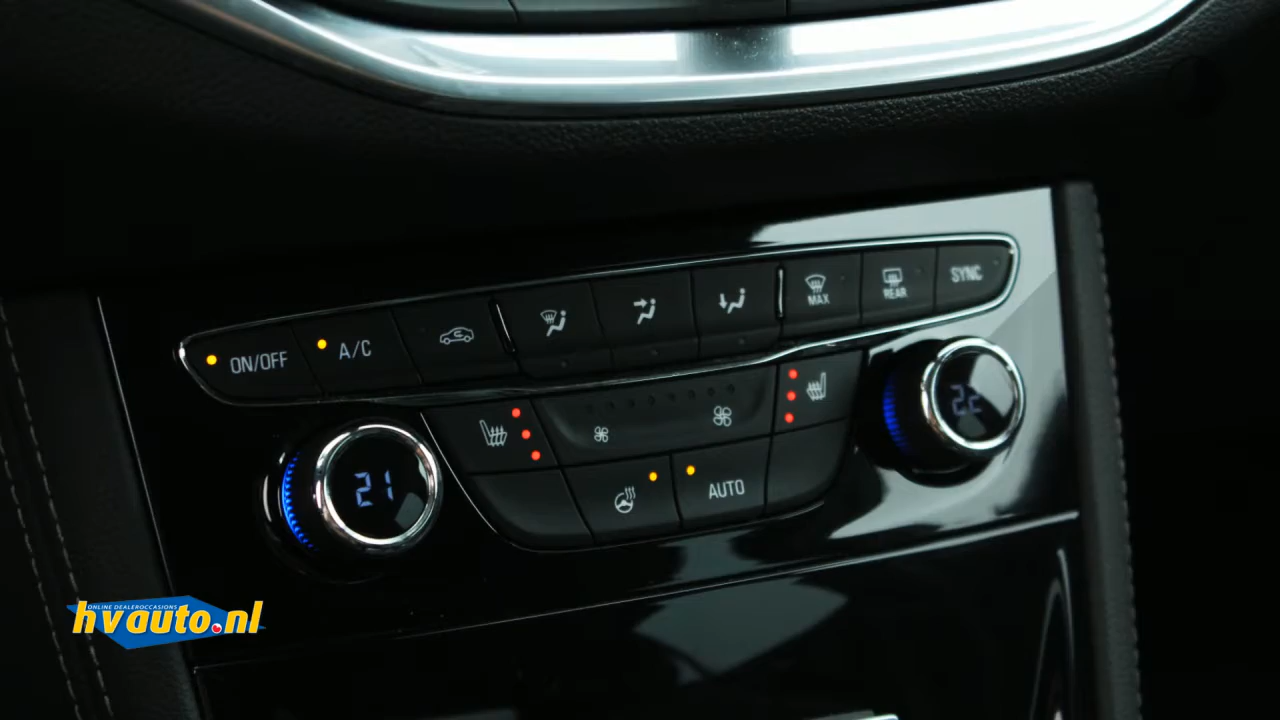 ON/OFF
A/C
MAX
REAR
SYNC
21
22
AUTO
ONLINE DEALEROCCASIONS
hvauto.nl